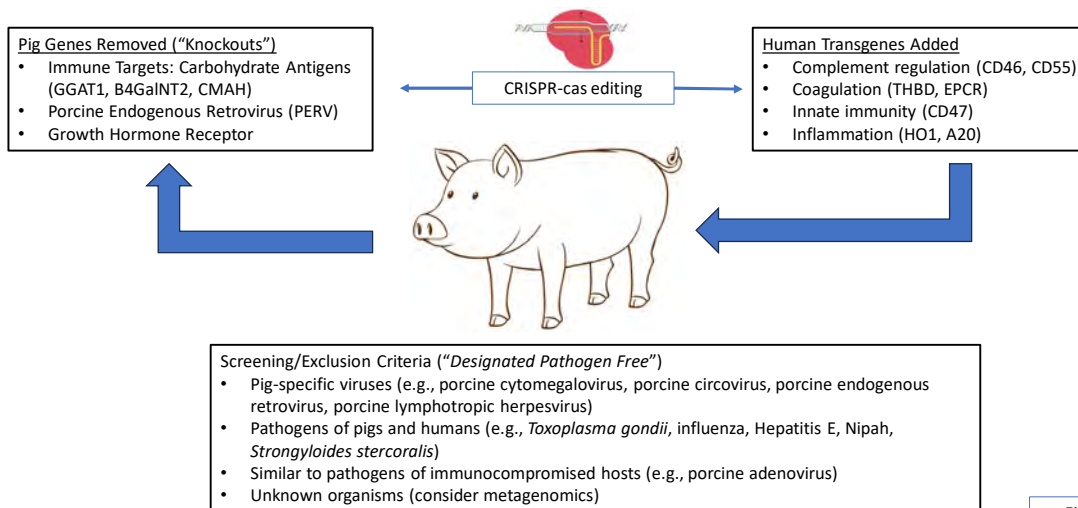 Pig Genes Removed (“Knockouts”)
• Immune Targets: Carbohydrate Antigens
(GGAT1, B4GalNT2, CMAH)
• Porcine Endogenous Retrovirus (PERV)
• Growth Hormone Receptor
CRISPR-cas editing
Human Transgenes Added
• Complement regulation (CD46, CD55)
• Coagulation (THBD, EPCR)
• Innate immunity (CD47)
• Inflammation (HO1, A20)
Screening/Exclusion Criteria (“Designated Pathogen Free”)
• Pig-specific viruses (e.g., porcine cytomegalovirus, porcine circovirus, porcine endogenous
retrovirus, porcine lymphotropic herpesvirus)
• Pathogens of pigs and humans (e.g., Toxoplasma gondii, influenza, Hepatitis E, Nipah,
Strongyloides stercoralis)
• Similar to pathogens of immunocompromised hosts (e.g., porcine adenovirus)
• Unknown organisms (consider metagenomics)